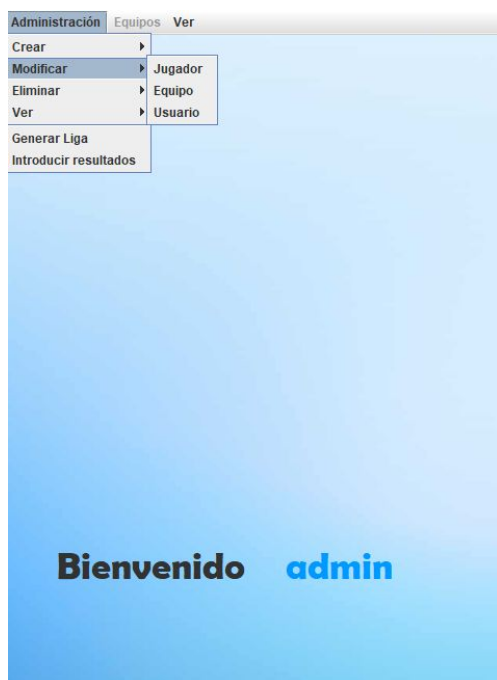 Administración Equipos Ver
Crear
Modificar Jugador
Eliminar Equipo
Ver Usuario
Generar Liga
Introducir resultados
Bienvenido admin